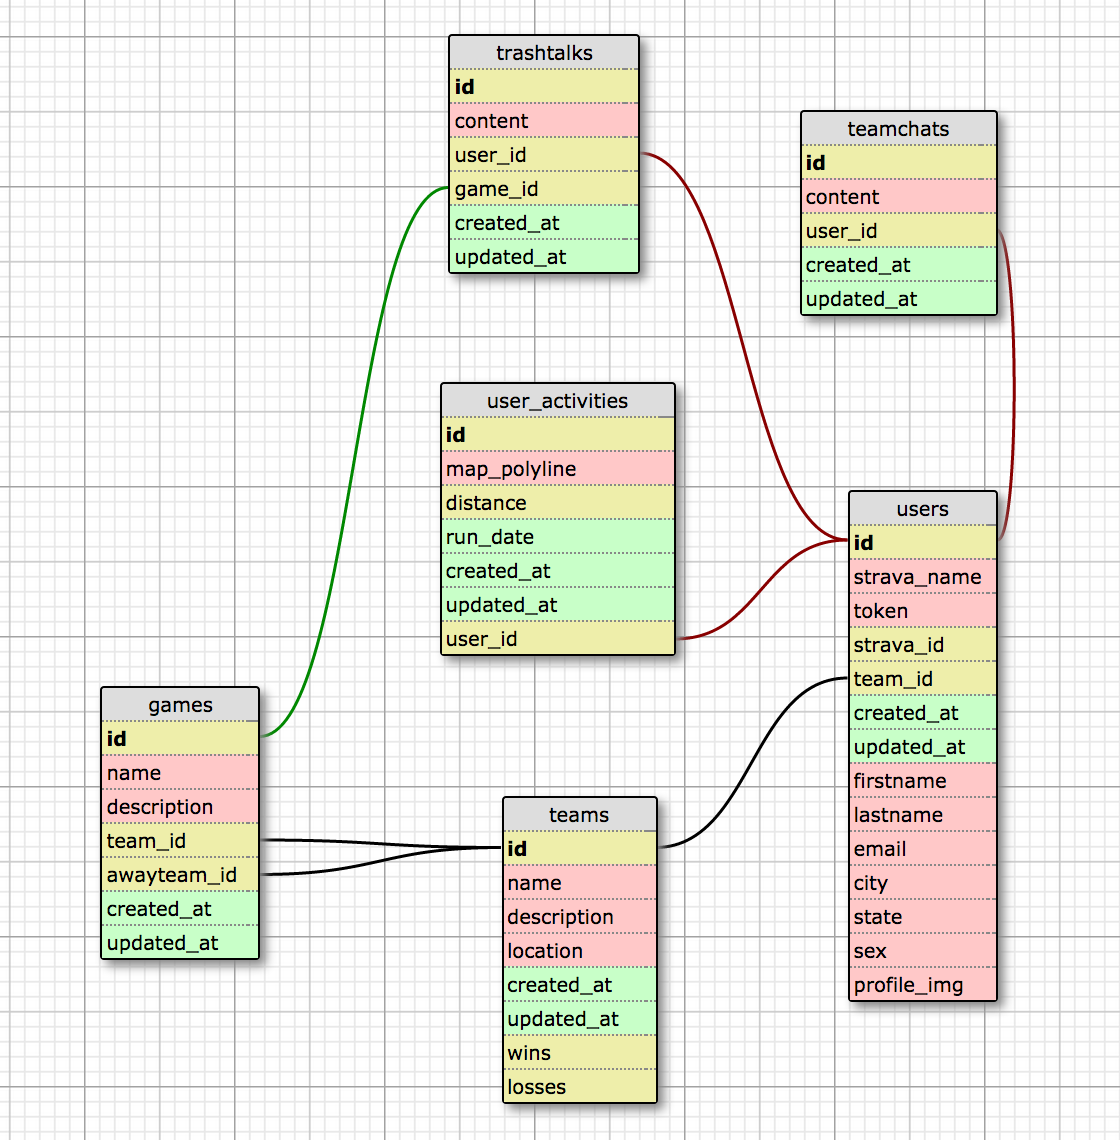 trashtalks
id
content
user_id
game_id
created_at
updated_at
teamchats
id
content
user_id
created_at
updated_at
user_activities
id
map_polyline
distance
run_date
created_at
updated_at
user_id
users
id
strava_name
token
strava_id
team_id
created_at
updated_at
firstname
lastname
email
city
state
sex
profile_img
games
id
name
description
team_id
awayteam_id
created_at
updated_at
teams
id
name
description
location
created_at
updated_at
wins
losses